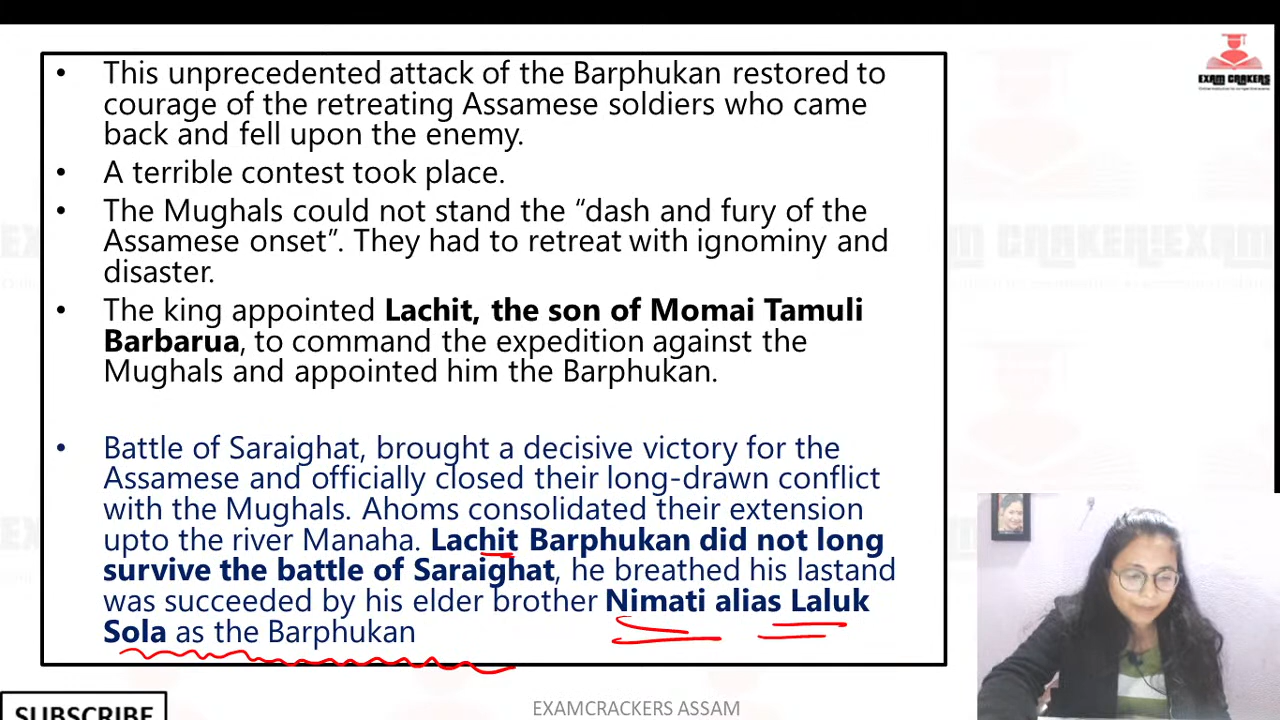 • This unprecedented attack of the Barphukan restored to
courage of the retreating Assamese soldiers who came
back and fell upon the enemy.
• A terrible contest took place.
• The Mughals could not stand the “dash and fury of the
Assamese onset”. They had to retreat with ignominy and
disaster.
• The king appointed Lachit, the son of Momai Tamuli
Barbarua, to command the expedition against the
Mughals and appointed him the Barphukan.
• Battle of Saraighat, brought a decisive victory for the
Assamese and officially closed their long-drawn conflict
with the Mughals. Ahoms consolidated their extension
upto the river Manaha. Lachit Barphukan did not long
survive the battle of Saraighat, he breathed his lastand
was succeeded by his elder brother Nimati alias Laluk
Sola as the Barphukan
EXAM CRAKERS
EXAMCRACKERS ASSAM
SUBSCRIBE